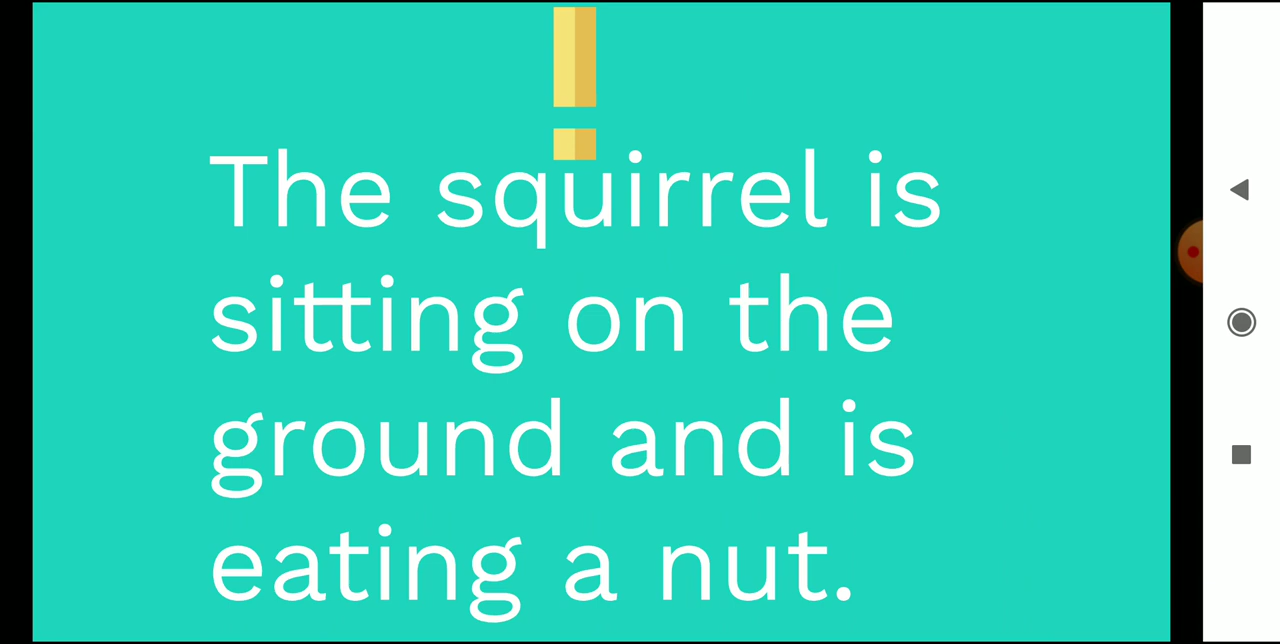 !
The squirrel is
sitting on the
ground and is
eating a nut.